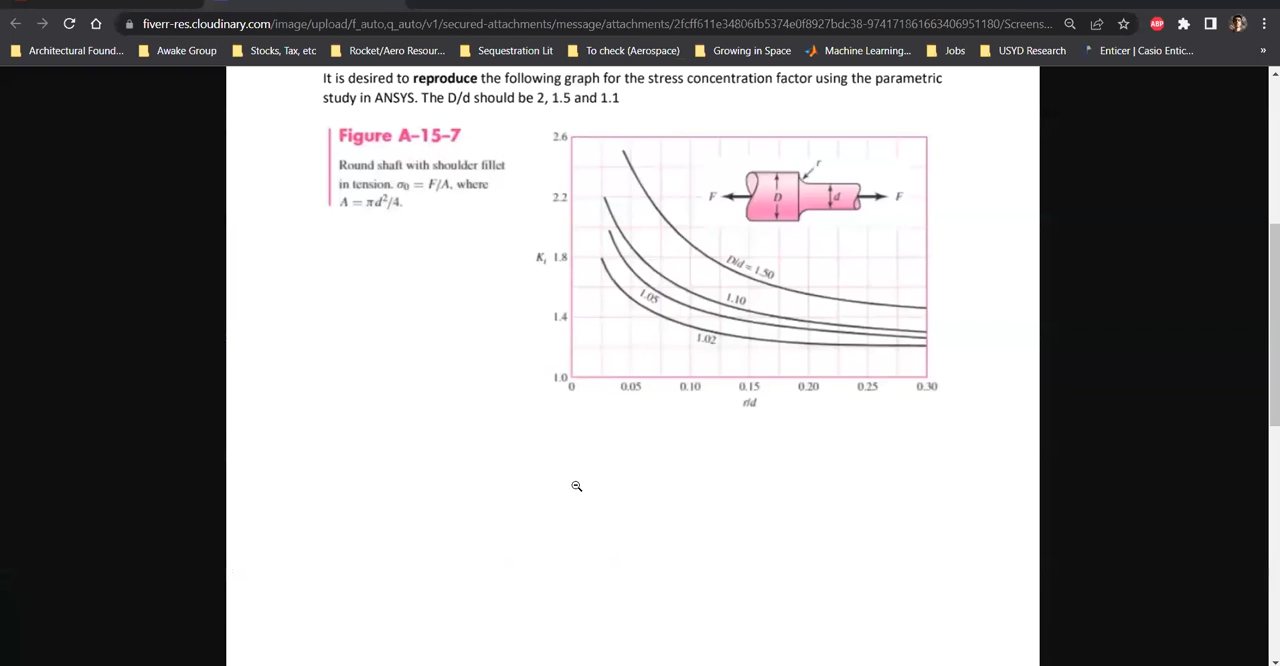 fiverr-res.cloudinary.com/image/upload/f_auto,q_auto/v1/secured-attachments/message/attachments/2fcff611e34806fb5374e0f8927bdc38-974171861663406951180/Screens...
ABP
Architectural Found...
Awake Group
Stocks, Tax, etc
Rocket/Aero Resour...
Sequestration Lit
To check (Aerospace)
Growing in Space
Machine Learning...
Jobs
USYD Research
Enticer | Casio Entic...
»
It is desired to reproduce the following graph for the stress concentration factor using the parametric
study in ANSYS. The D/d should be 2, 1.5 and 1.1
Figure A–15–7
Round shaft with shoulder fillet
in tension. σ0 = F/A, where
A = πd²/4.
2.6
2.2
Kt 1.8
1.4
1.0
r
F
D
d
F
D/d = 1.50
1.10
1.05
1.02
0
0.05
0.10
0.15
0.20
0.25
0.30
r/d